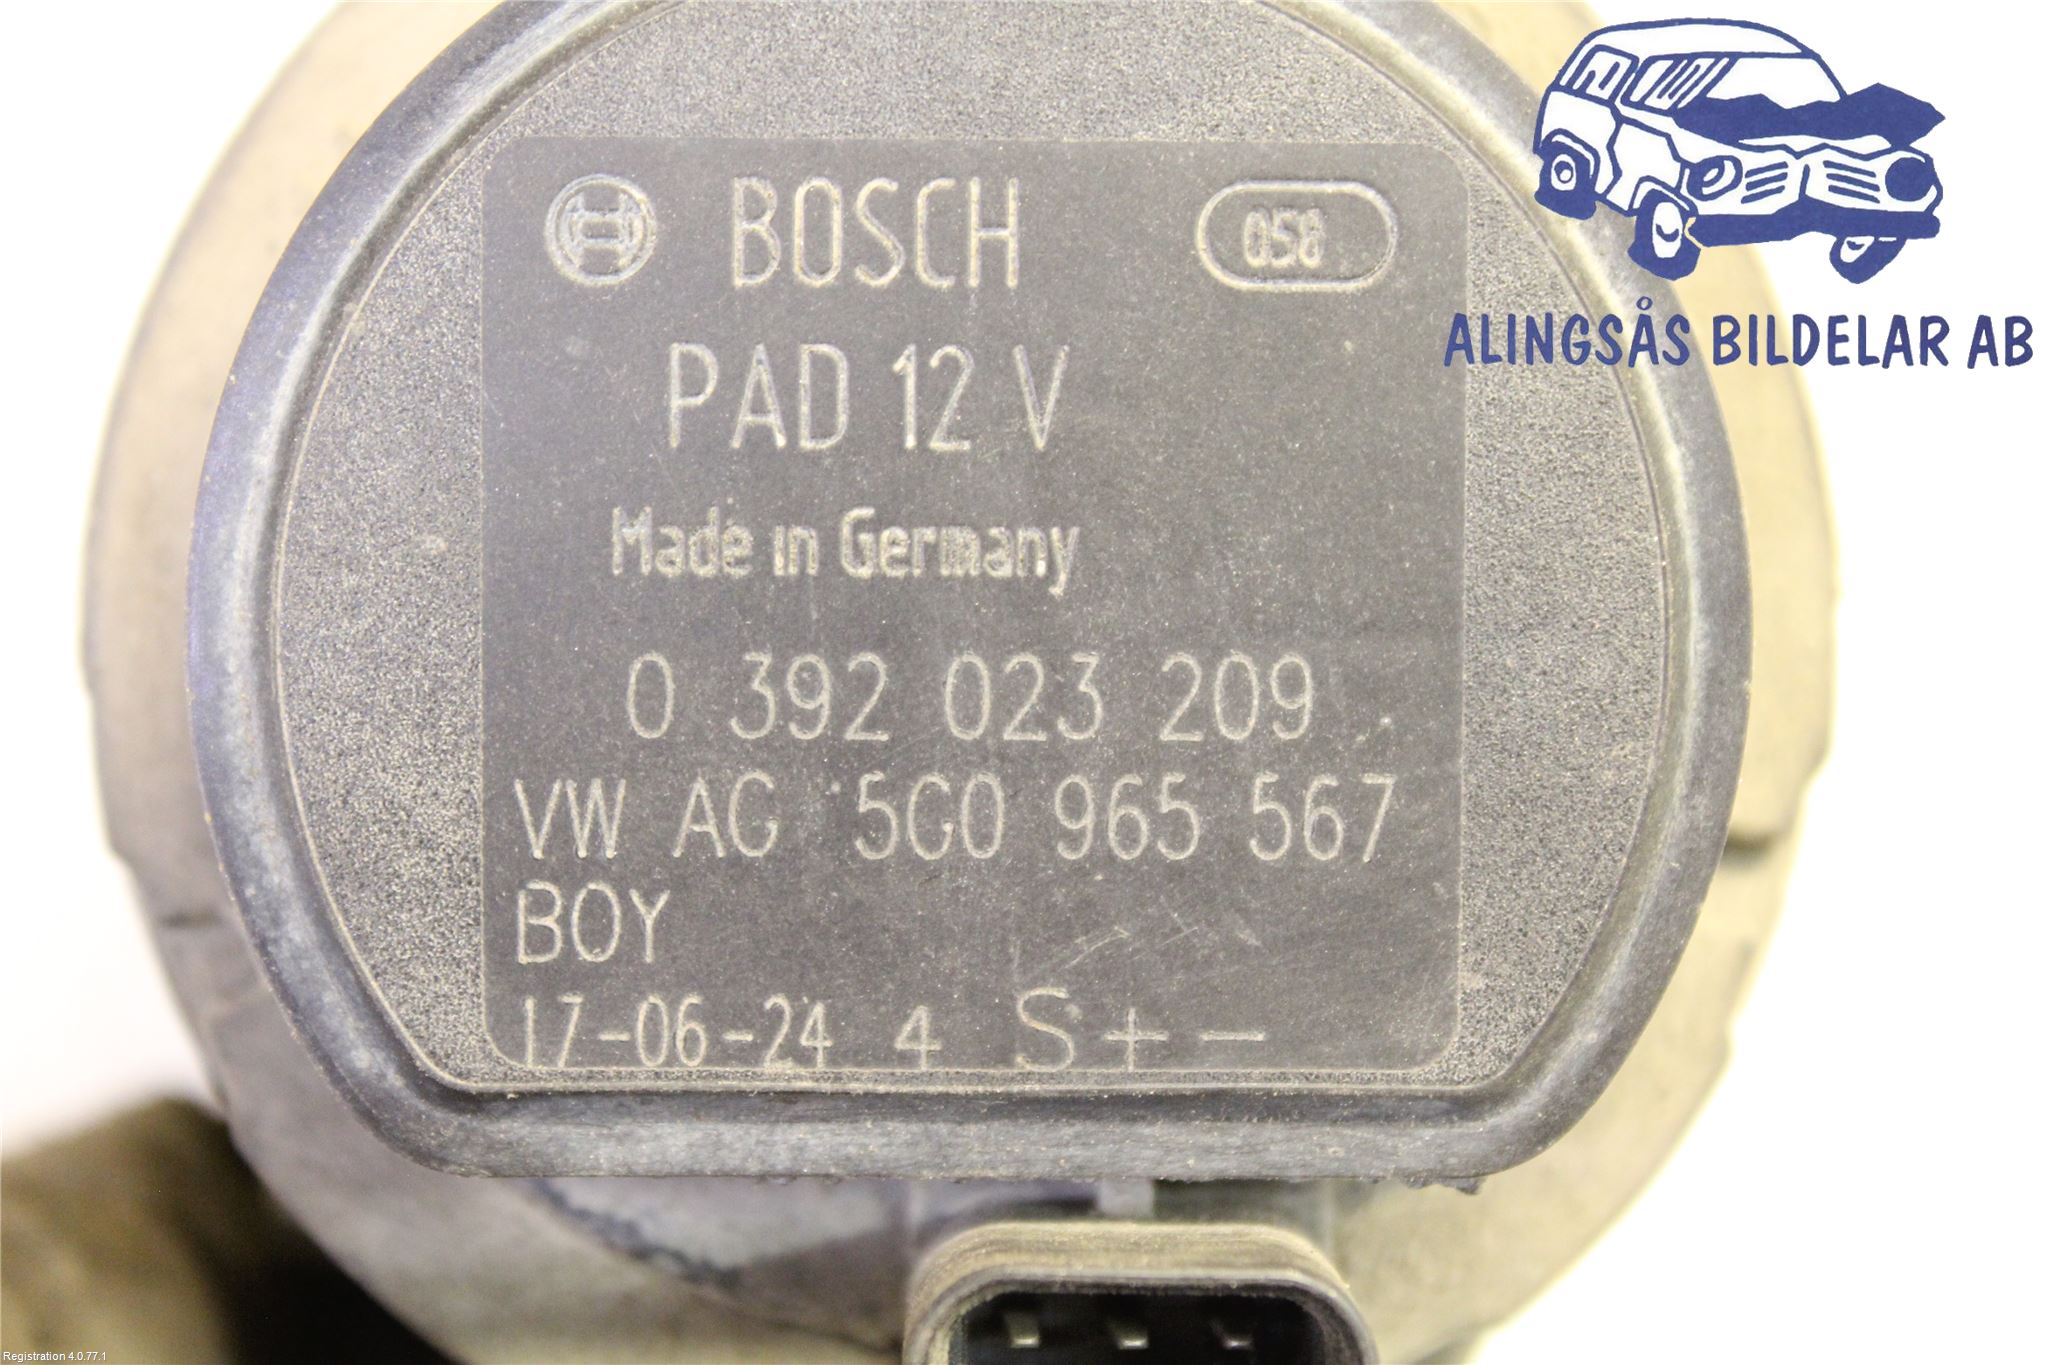 BOSCH 058
PAD 12 V
Made in Germany
0 392 023 209
VW AG 5G0 965 567
BOY
17-06-24 4 S + -
ALINGSÅS BILDELAR AB
Registration 4.0.77.1